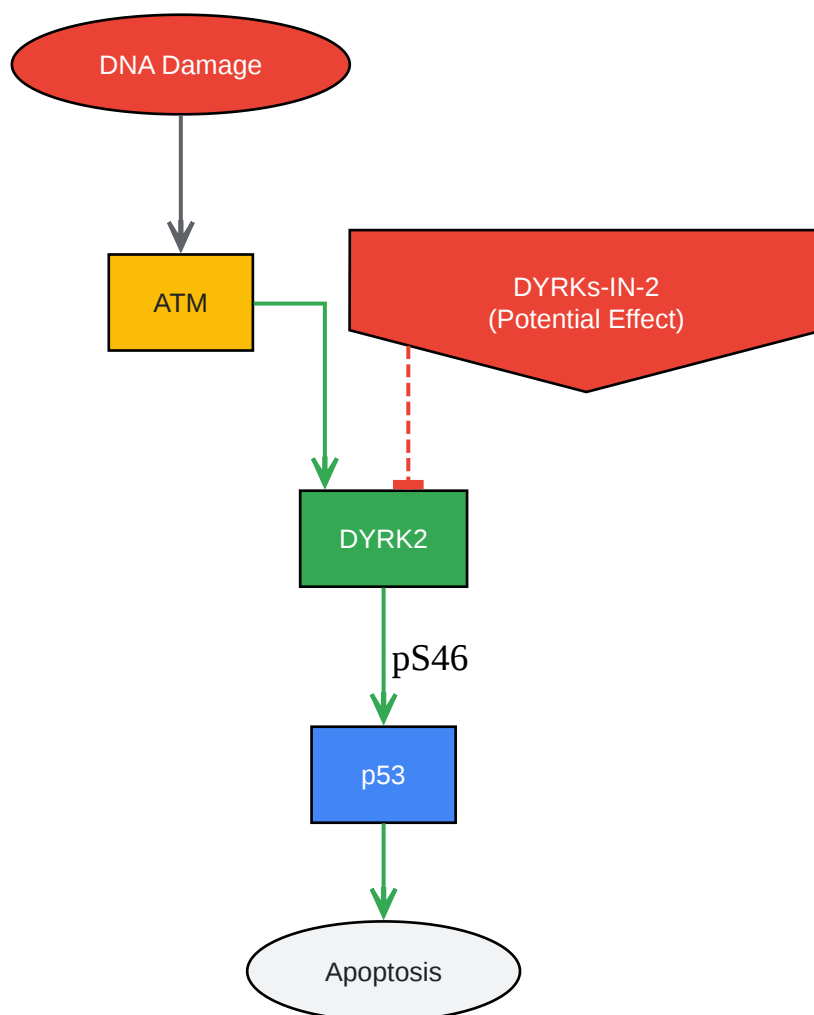 DNA Damage
ATM
DYRKs-IN-2
(Potential Effect)
DYRK2
pS46
p53
Apoptosis